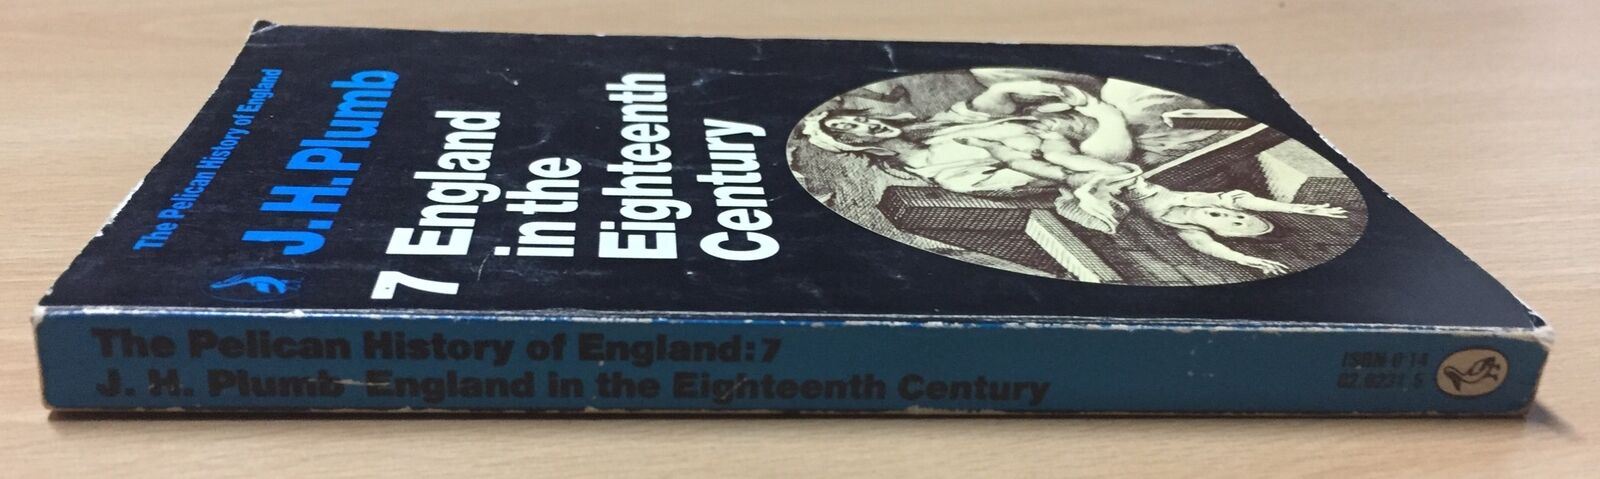 The Pelican History of England
J.H.Plumb
7 England
in the
Eighteenth
Century
The Pelican History of England:7
J. H. Plumb England in the Eighteenth Century
ISBN 0 14
02.0231 5